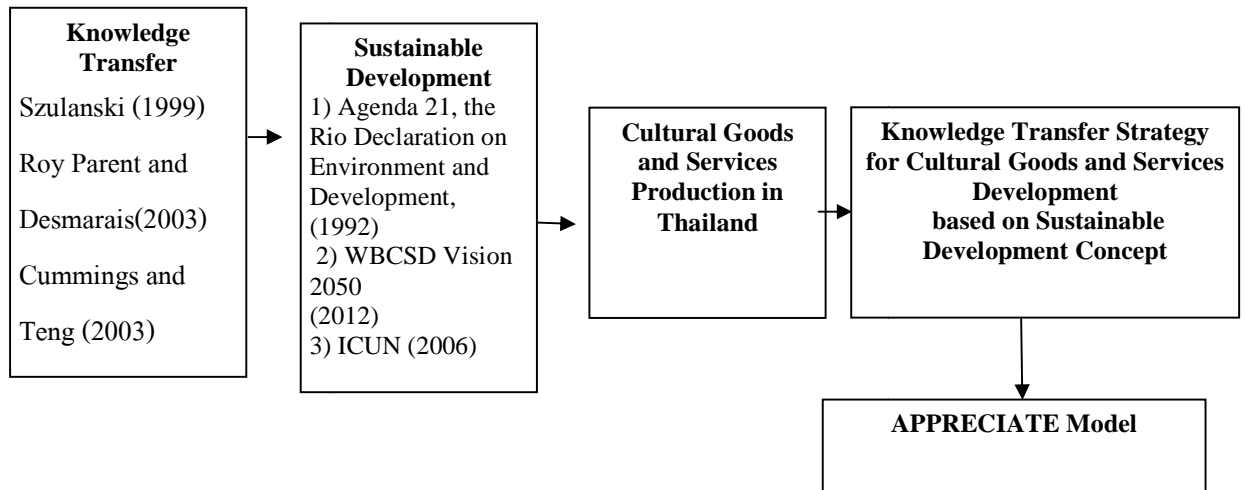 Knowledge
Transfer
Szulanski (1999)
Roy Parent and
Desmarais(2003)
Cummings and
Teng (2003)
Sustainable
Development
1) Agenda 21, the
Rio Declaration on
Environment and
Development,
(1992)
2) WBCSD Vision
2050
(2012)
3) ICUN (2006)
Cultural Goods
and Services
Production in
Thailand
Knowledge Transfer Strategy
for Cultural Goods and Services
Development
based on Sustainable
Development Concept
APPRECIATE Model